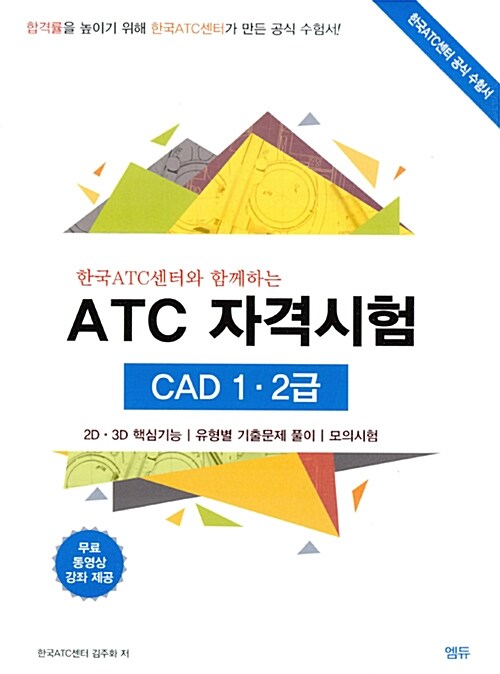 합격률을 높이기 위해 한국ATC센터가 만든 공식 수험서!
한국ATC센터 공식 수험서
한국ATC센터와 함께하는
ATC 자격시험
CAD 1·2급
2D·3D 핵심기능 | 유형별 기출문제 풀이 | 모의시험
무료
동영상
강좌 제공
한국ATC센터 김주화 저
엠듀